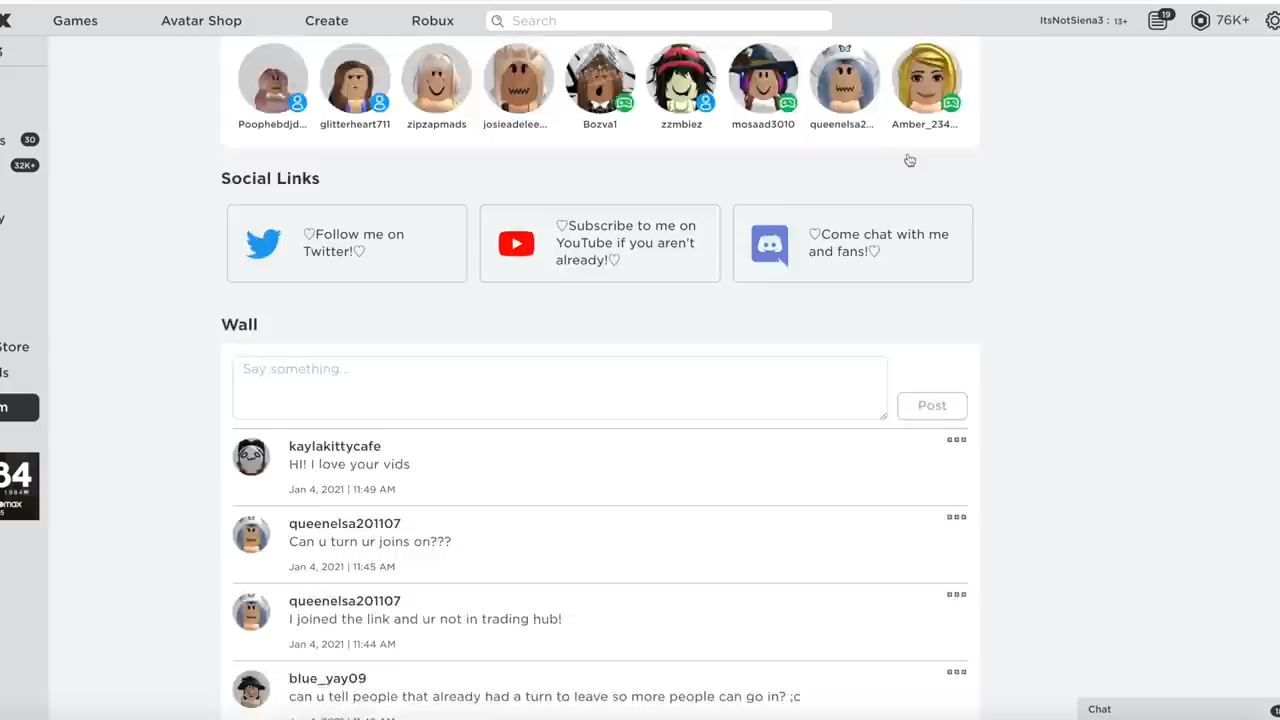 X Games Avatar Shop Create Robux Search ItsNotSiena3 : 13+ 19 76K+
3
Poophebdjd... glitterheart711 zipzapmads josieadelee... Bozva1 zzmbiez mosaad3010 queenelsa2... Amber_234...
s 30
32K+
Social Links
y
♡Follow me on
Twitter!♡
♡Subscribe to me on
YouTube if you aren't
already!♡
♡Come chat with me
and fans!♡
Wall
Store
Say something...
ls
m
Post
kaylakittycafe
HI! I love your vids
Jan 4, 2021 | 11:49 AM
84
1984
max
queenelsa201107
Can u turn ur joins on???
Jan 4, 2021 | 11:45 AM
queenelsa201107
I joined the link and ur not in trading hub!
Jan 4, 2021 | 11:44 AM
blue_yay09
can u tell people that already had a turn to leave so more people can go in? ;c
Chat